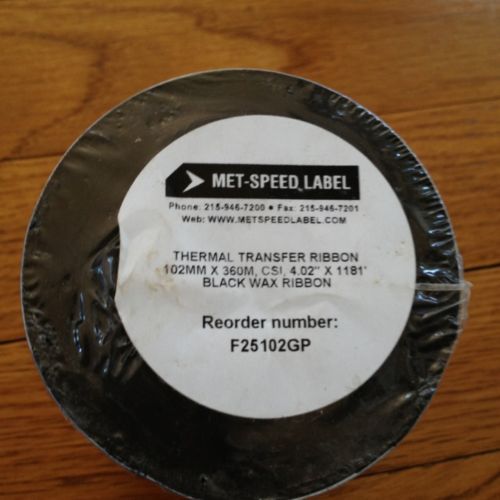 MET-SPEED LABEL
Phone: 215-946-7200 • Fax: 215-946-7201
Web: WWW.METSPEEDLABEL.COM
THERMAL TRANSFER RIBBON
102MM X 360M, CSI, 4.02" X 1181'
BLACK WAX RIBBON
Reorder number:
F25102GP